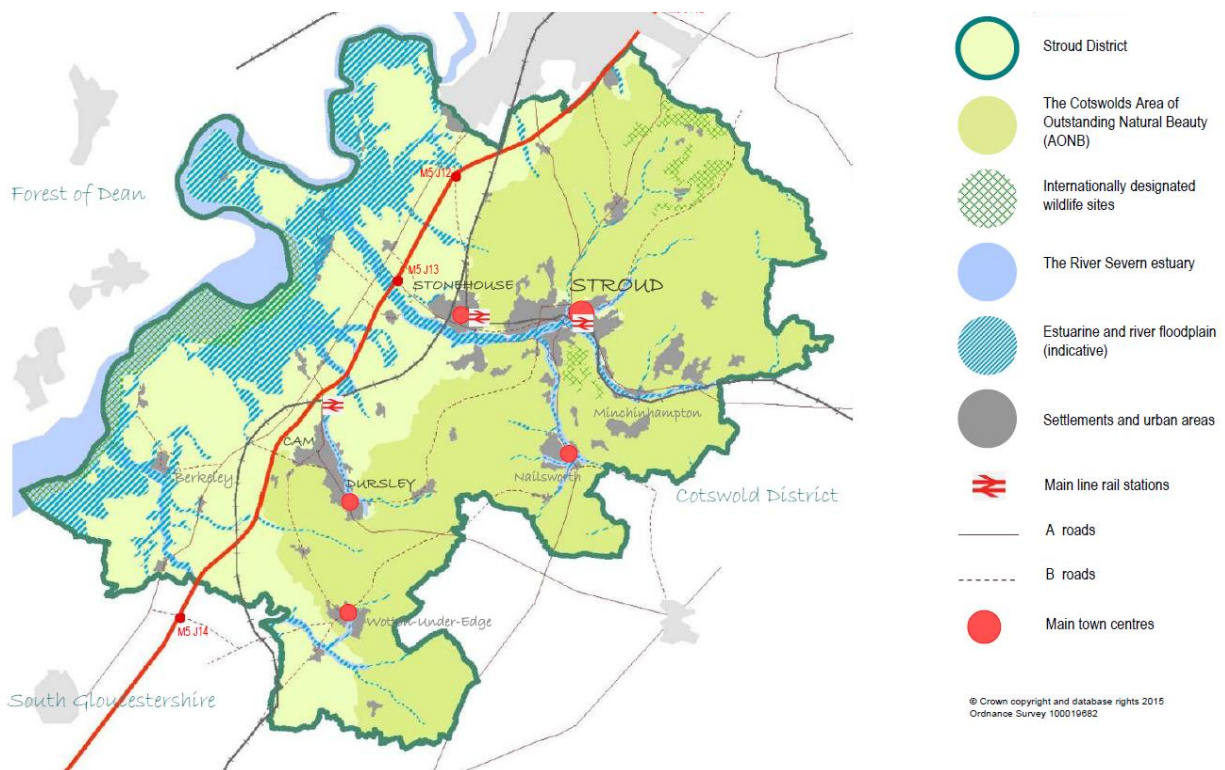 Forest of Dean
M5 J12
M5 J13
STONEHOUSE
STROUD
Minchinhampton
CAM
Berkeley
DURSLEY
Nailsworth
Cotswold District
Wotton-Under-Edge
M5 J14
South Gloucestershire
Stroud District
The Cotswolds Area of
Outstanding Natural Beauty
(AONB)
Internationally designated
wildlife sites
The River Severn estuary
Estuarine and river floodplain
(indicative)
Settlements and urban areas
Main line rail stations
A roads
B roads
Main town centres
© Crown copyright and database rights 2015
Ordnance Survey 100019682